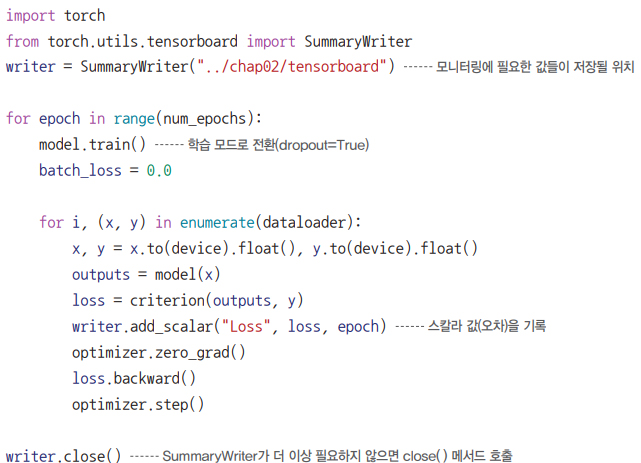 import torch
from torch.utils.tensorboard import SummaryWriter
writer = SummaryWriter("../chap02/tensorboard") ------ 모니터링에 필요한 값들이 저장될 위치

for epoch in range(num_epochs):
    model.train() ------ 학습 모드로 전환(dropout=True)
    batch_loss = 0.0

    for i, (x, y) in enumerate(dataloader):
        x, y = x.to(device).float(), y.to(device).float()
        outputs = model(x)
        loss = criterion(outputs, y)
        writer.add_scalar("Loss", loss, epoch) ------ 스칼라 값(오차)을 기록
        optimizer.zero_grad()
        loss.backward()
        optimizer.step()

writer.close() ------ SummaryWriter가 더 이상 필요하지 않으면 close( ) 메서드 호출